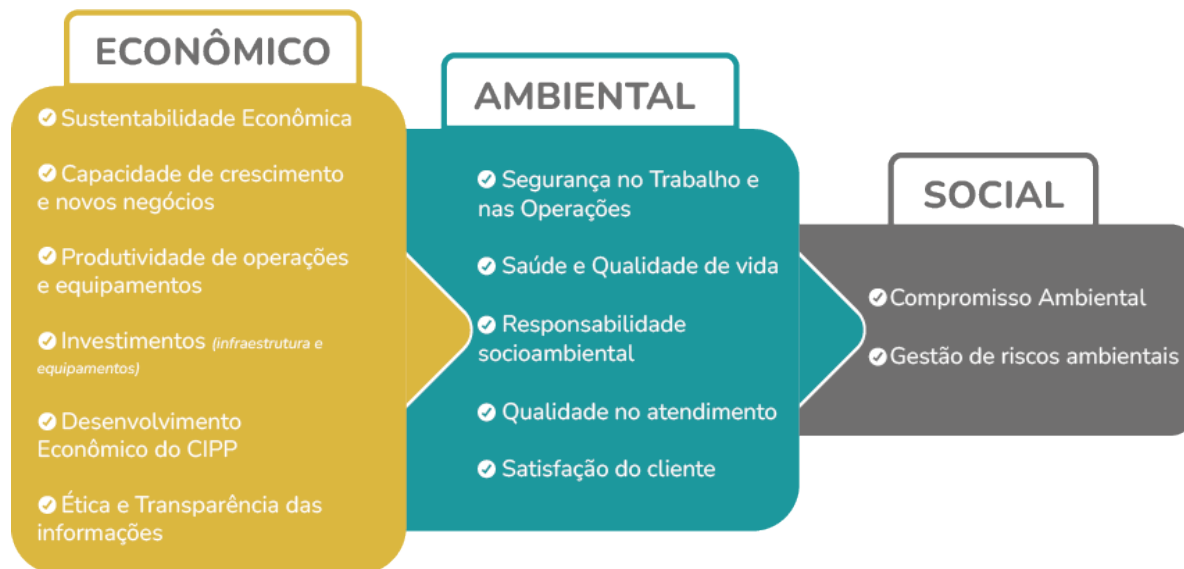 ECONÔMICO
Sustentabilidade Econômica
Capacidade de crescimento
e novos negócios
Produtividade de operações
e equipamentos
Investimentos (infraestrutura e
equipamentos)
Desenvolvimento
Econômico do CIPP
Ética e Transparência das
informações
AMBIENTAL
Segurança no Trabalho e
nas Operações
Saúde e Qualidade de vida
Responsabilidade
socioambiental
Qualidade no atendimento
Satisfação do cliente
SOCIAL
Compromisso Ambiental
Gestão de riscos ambientais